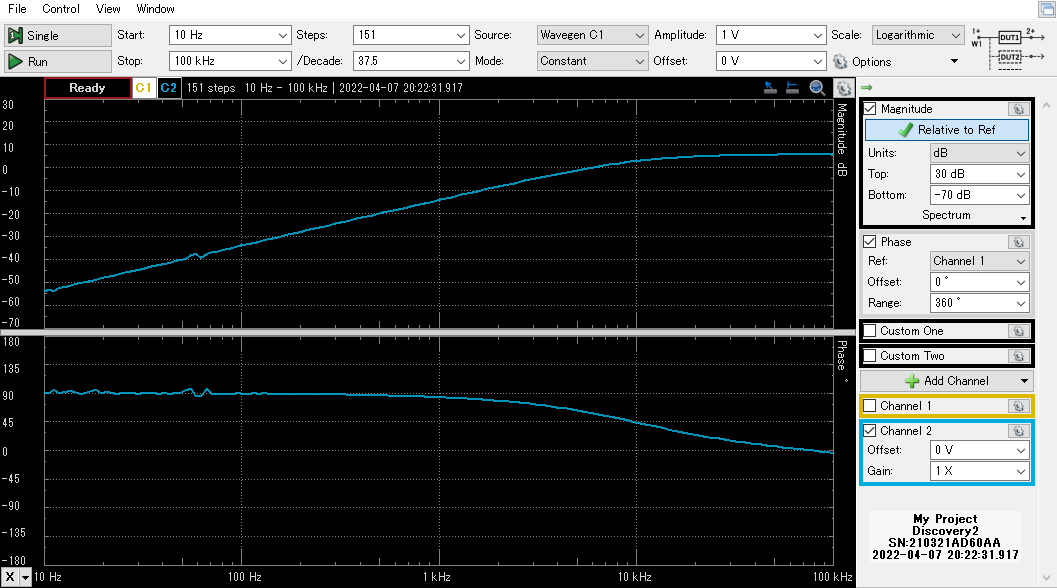 File Control View Window
Single Start: 10 Hz Steps: 151 Source: Wavegen C1 Amplitude: 1 V Scale: Logarithmic
Run Stop: 100 kHz /Decade: 37.5 Mode: Constant Offset: 0 V Options
1+ W1 DUT1 2+ DUT2
Ready C1 C2 151 steps 10 Hz - 100 kHz | 2022-04-07 20:22:31.917
30
20
10
0
-10
-20
-30
-40
-50
-60
-70
Magnitude dB
180
135
90
45
0
-45
-90
-135
-180
Phase °
X 10 Hz 100 Hz 1 kHz 10 kHz 100 kHz
Magnitude
Relative to Ref
Units: dB
Top: 30 dB
Bottom: -70 dB
Spectrum
Phase
Ref: Channel 1
Offset: 0 °
Range: 360 °
Custom One
Custom Two
Add Channel
Channel 1
Channel 2
Offset: 0 V
Gain: 1 X
My Project
Discovery2
SN:210321AD60AA
2022-04-07 20:22:31.917